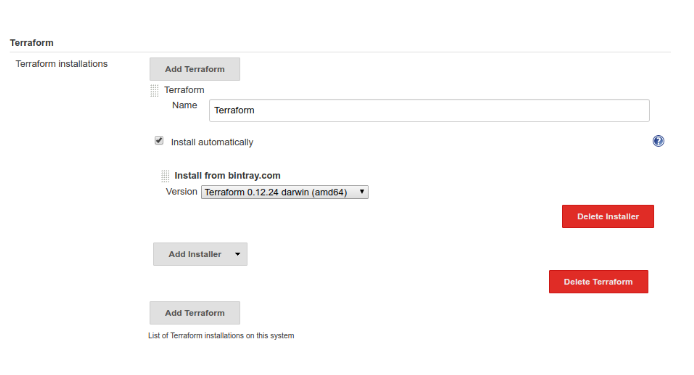 Terraform
Terraform installations
Add Terraform
Terraform
Name
Terraform
Install automatically
?
Install from bintray.com
Version Terraform 0.12.24 darwin (amd64)
Delete Installer
Add Installer
Delete Terraform
Add Terraform
List of Terraform installations on this system